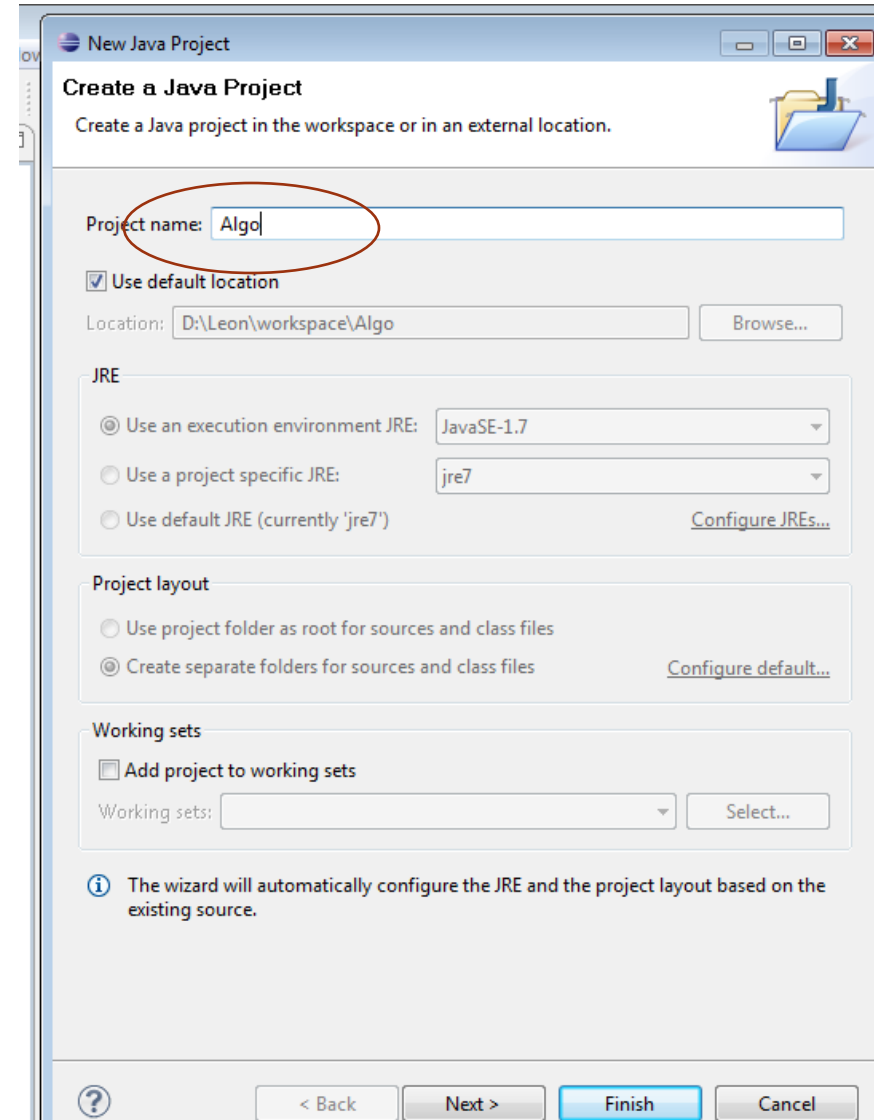 ow
New Java Project
Create a Java Project
Create a Java project in the workspace or in an external location.
Project name: Algo
Use default location
Location: D:\Leon\workspace\Algo Browse...
JRE
Use an execution environment JRE: JavaSE-1.7
Use a project specific JRE: jre7
Use default JRE (currently 'jre7') Configure JREs...
Project layout
Use project folder as root for sources and class files
Create separate folders for sources and class files Configure default...
Working sets
Add project to working sets
Working sets: Select...
The wizard will automatically configure the JRE and the project layout based on the
existing source.
< Back Next > Finish Cancel